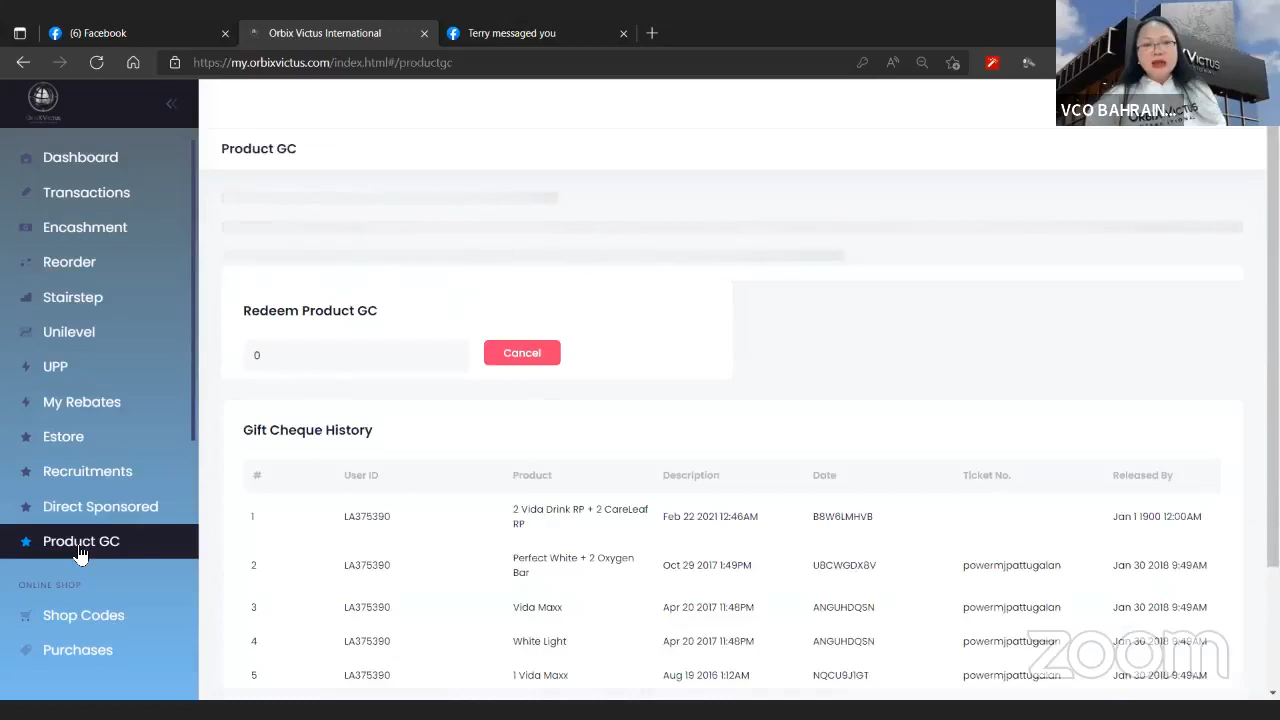 (6) Facebook
Orbix Victus International
Terry messaged you
https://my.orbixvictus.com/index.html#/productgc
VCO BAHRAIN...
Dashboard
Transactions
Encashment
Reorder
Stairstep
Unilevel
UPP
My Rebates
Estore
Recruitments
Direct Sponsored
Product GC
ONLINE SHOP
Shop Codes
Purchases
Product GC
Redeem Product GC
0 Cancel
Gift Cheque History
# User ID Product Description Date Ticket No. Released By
1 LA375390 2 Vida Drink RP + 2 CareLeaf RP Feb 22 2021 12:46AM B8W6LMHVB Jan 1 1900 12:00AM
2 LA375390 Perfect White + 2 Oxygen Bar Oct 29 2017 1:49PM U8CWGDX8V powermjpattugalan Jan 30 2018 9:49AM
3 LA375390 Vida Maxx Apr 20 2017 11:48PM ANGUHDQSN powermjpattugalan Jan 30 2018 9:49AM
4 LA375390 White Light Apr 20 2017 11:48PM ANGUHDQSN powermjpattugalan Jan 30 2018 9:49AM
5 LA375390 1 Vida Maxx Aug 19 2016 1:12AM NQCU9J1GT powermjpattugalan Jan 30 2018 9:49AM
zoom